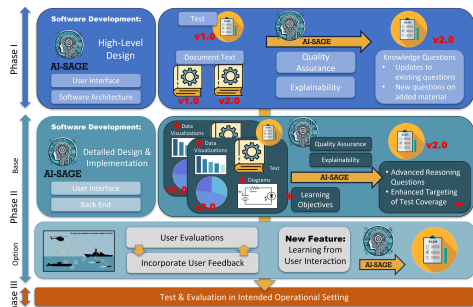 Phase I
Software Development:
High-Level
Design
AI-SAGE
User Interface
Software Architecture
Test
v1.0
Document Text
v1.0
v2.0
AI-SAGE
Quality
Assurance
Explainability
v2.0
Knowledge Questions
• Updates to
existing questions
• New questions on
added material
Phase II
Base
Software Development:
Detailed Design &
Implementation
AI-SAGE
User Interface
Back End
Data
Visualizations
Data
Visualizations
Text
Diagrams
Quality Assurance
Explainability
AI-SAGE
Learning
Objectives
v2.0
• Advanced Reasoning
Questions
• Enhanced Targeting
of Test Coverage
Option
User Evaluations
Incorporate User Feedback
New Feature:
Learning from
User Interaction
AI-SAGE
Phase III
Test & Evaluation in Intended Operational Setting